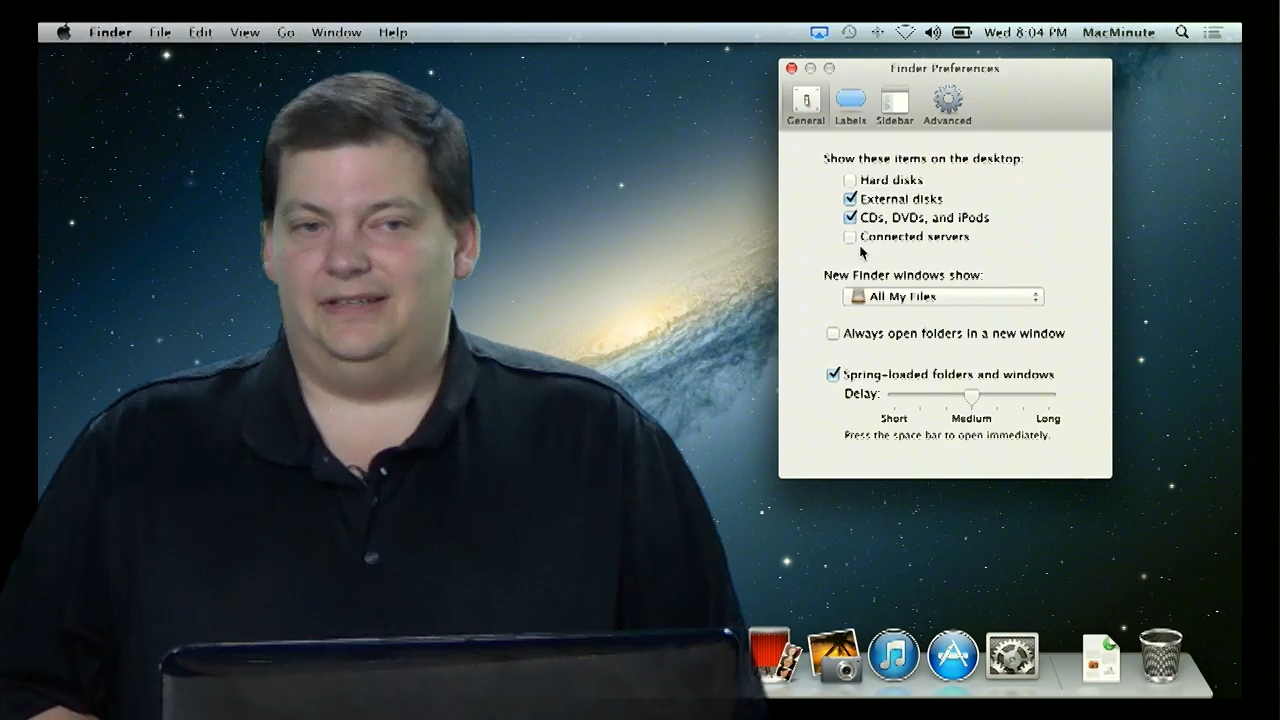 Finder File Edit View Go Window Help Wed 8:04 PM MacMinute
Finder Preferences
General Labels Sidebar Advanced
Show these items on the desktop:
Hard disks
External disks
CDs, DVDs, and iPods
Connected servers
New Finder windows show:
All My Files
Always open folders in a new window
Spring-loaded folders and windows
Delay:
Short Medium Long
Press the space bar to open immediately.